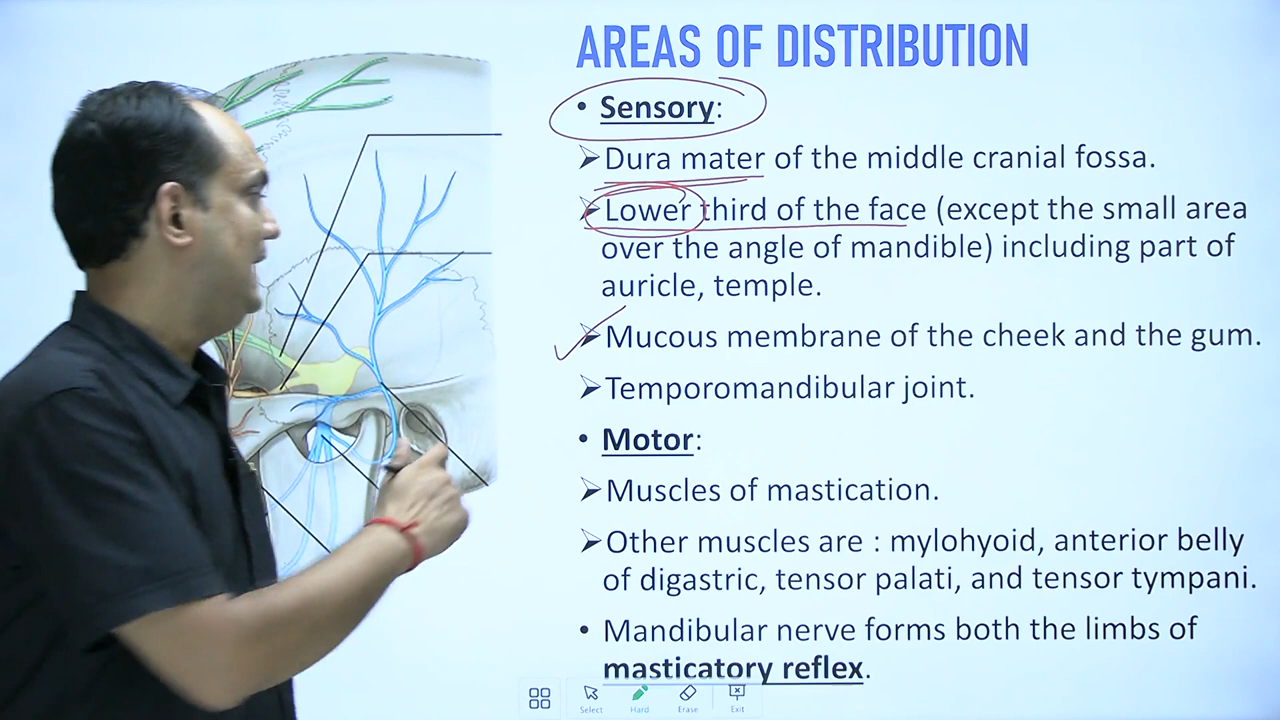 AREAS OF DISTRIBUTION
• Sensory:
➢Dura mater of the middle cranial fossa.
➢Lower third of the face (except the small area
over the angle of mandible) including part of
auricle, temple.
➢Mucous membrane of the cheek and the gum.
➢Temporomandibular joint.
• Motor:
➢Muscles of mastication.
➢Other muscles are : mylohyoid, anterior belly
of digastric, tensor palati, and tensor tympani.
• Mandibular nerve forms both the limbs of
masticatory reflex.
Select Hard Erase Exit